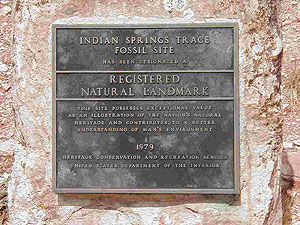 INDIAN SPRINGS TRACE
FOSSIL SITE
HAS BEEN DESIGNATED A
REGISTERED
NATURAL LANDMARK
THIS SITE POSSESSES EXCEPTIONAL VALUE
AS AN ILLUSTRATION OF THE NATION'S NATURAL
HERITAGE AND CONTRIBUTES TO A BETTER
UNDERSTANDING OF MAN'S ENVIRONMENT
1979
HERITAGE CONSERVATION AND RECREATION SERVICE
UNITED STATES DEPARTMENT OF THE INTERIOR